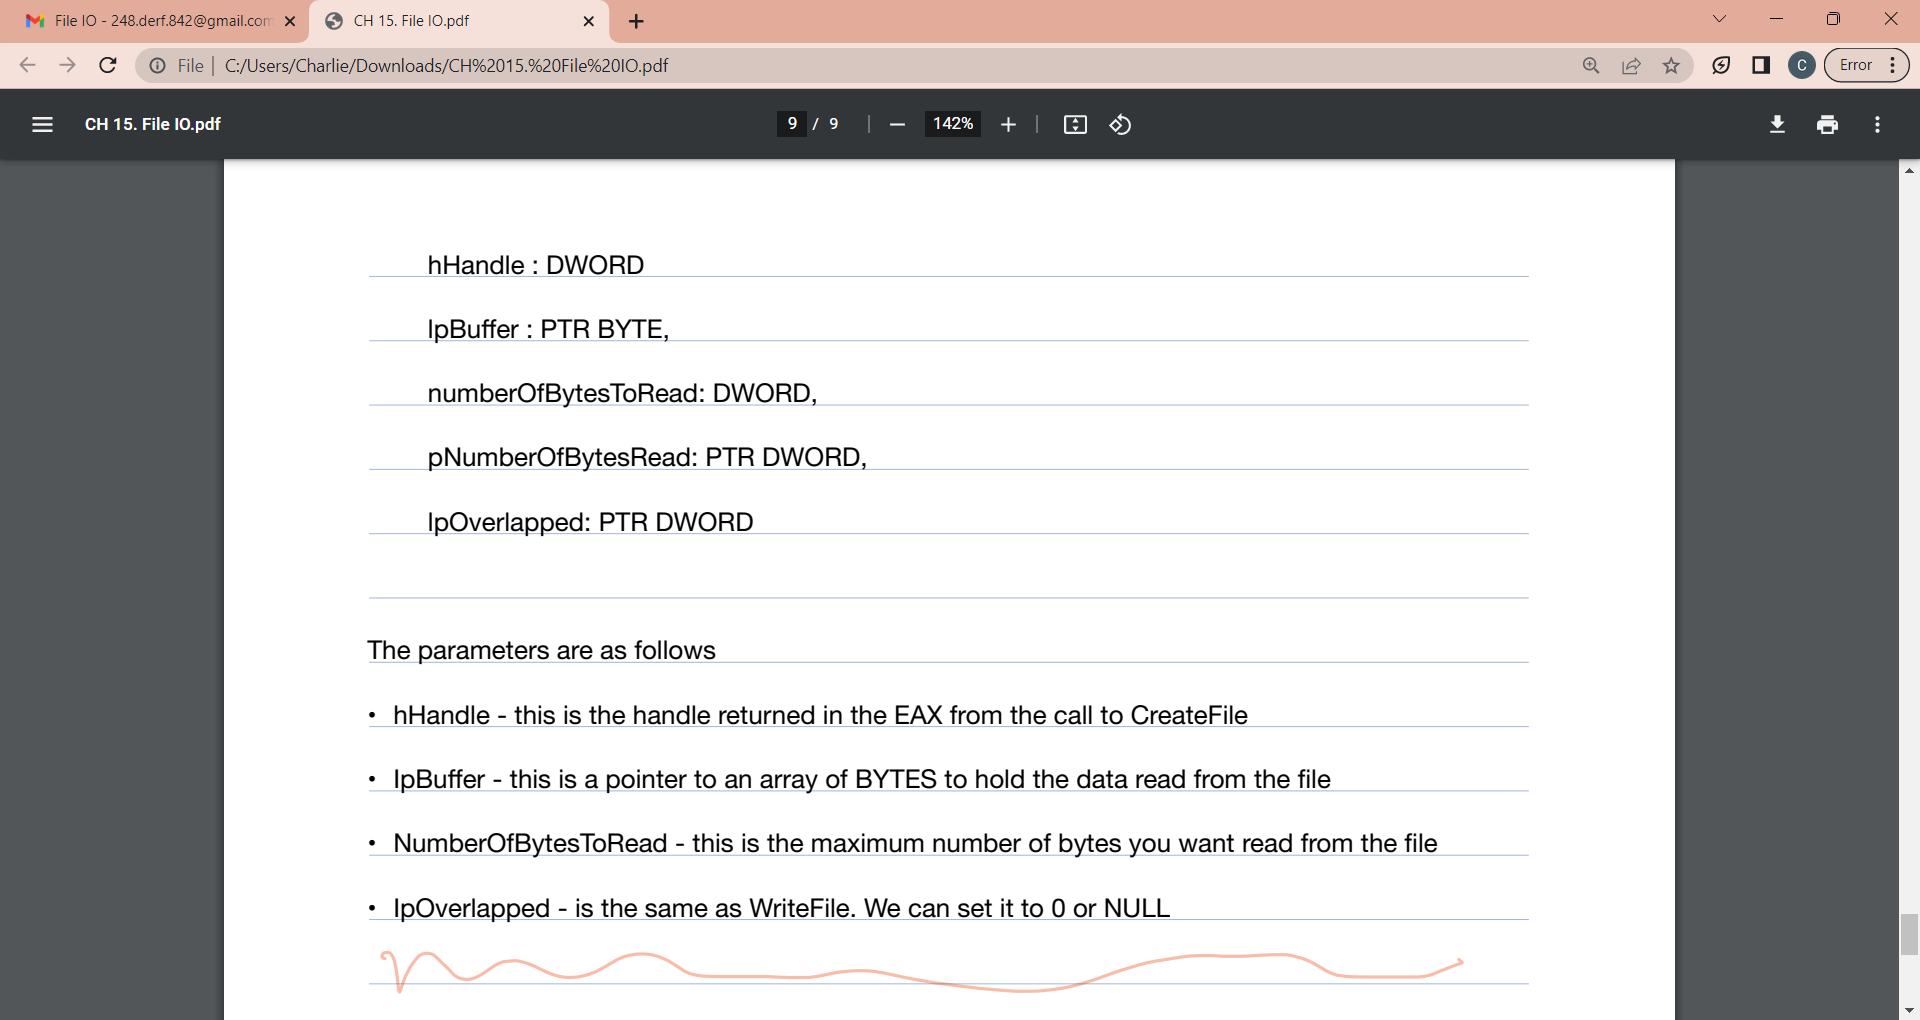 File IO - 248.derf.842@gmail.com
CH 15. File IO.pdf
File
C:/Users/Charlie/Downloads/CH%2015.%20File%20IO.pdf
C
Error
CH 15. File IO.pdf
9 / 9
142%
hHandle : DWORD
lpBuffer : PTR BYTE,
numberOfBytesToRead: DWORD,
pNumberOfBytesRead: PTR DWORD,
lpOverlapped: PTR DWORD
The parameters are as follows
• hHandle - this is the handle returned in the EAX from the call to CreateFile
• lpBuffer - this is a pointer to an array of BYTES to hold the data read from the file
• NumberOfBytesToRead - this is the maximum number of bytes you want read from the file
• lpOverlapped - is the same as WriteFile. We can set it to 0 or NULL